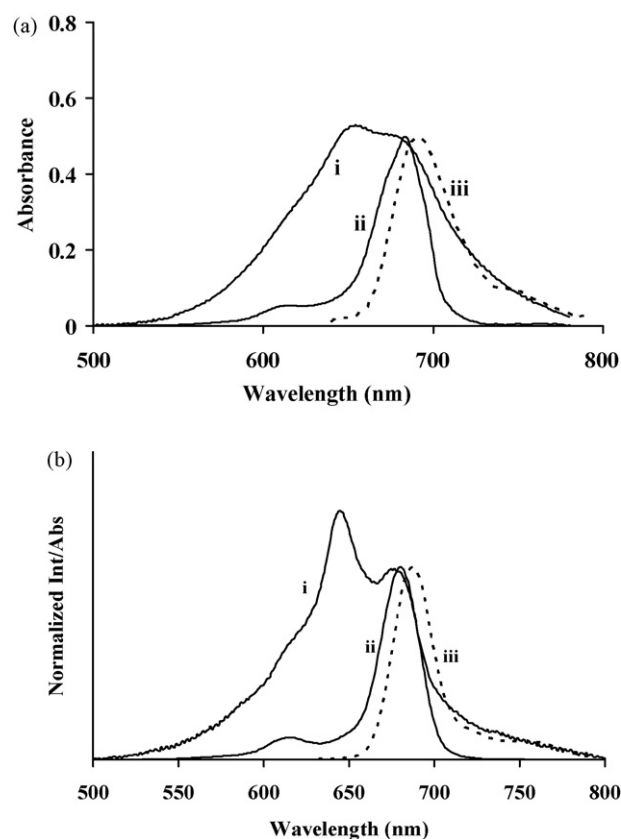 (a)
0.8
0.6
0.4
0.2
0
Absorbance
i
ii
iii
500 600 700 800
Wavelength (nm)
(b)
Normalized Int/Abs
i
ii
iii
500 550 600 650 700 750 800
Wavelength (nm)